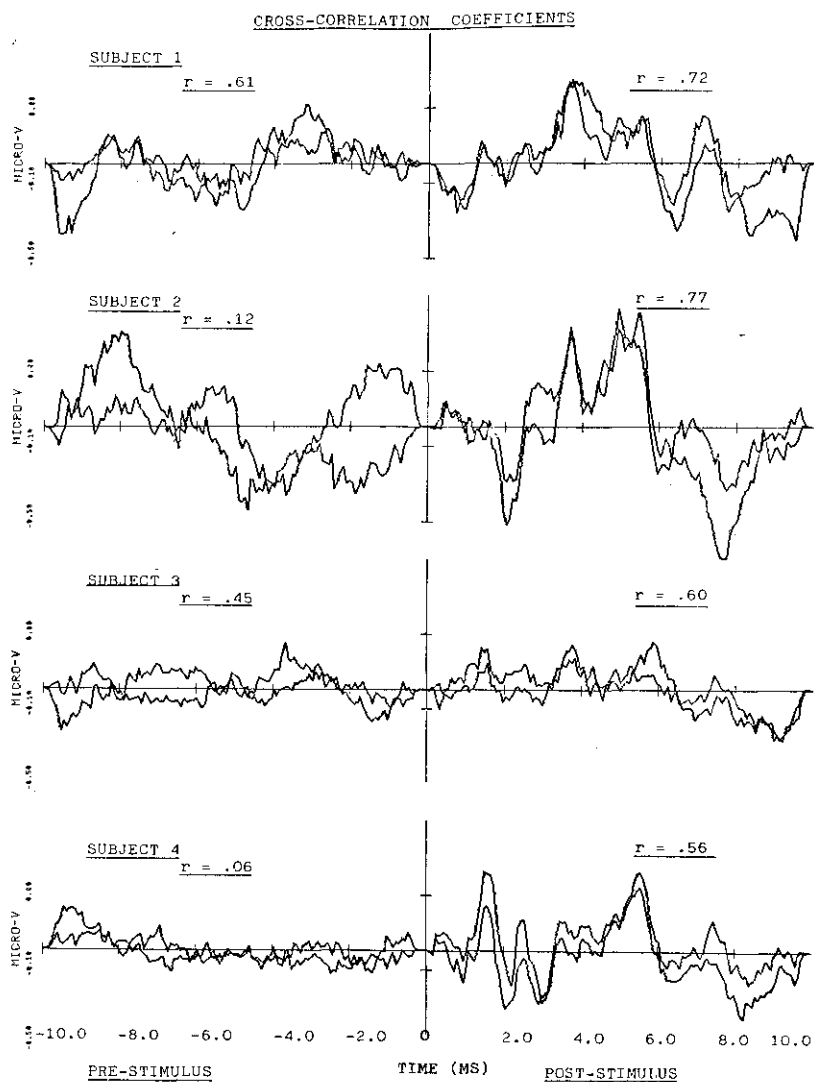 CROSS-CORRELATION COEFFICIENTS
SUBJECT 1
r = .61
r = .72
MICRO-V
SUBJECT 2
r = .12
r = .77
MICRO-V
SUBJECT 3
r = .45
r = .60
MICRO-V
SUBJECT 4
r = .06
r = .56
MICRO-V
-10.0 -8.0 -6.0 -4.0 -2.0 0 2.0 4.0 6.0 8.0 10.0
PRE-STIMULUS TIME (MS) POST-STIMULUS